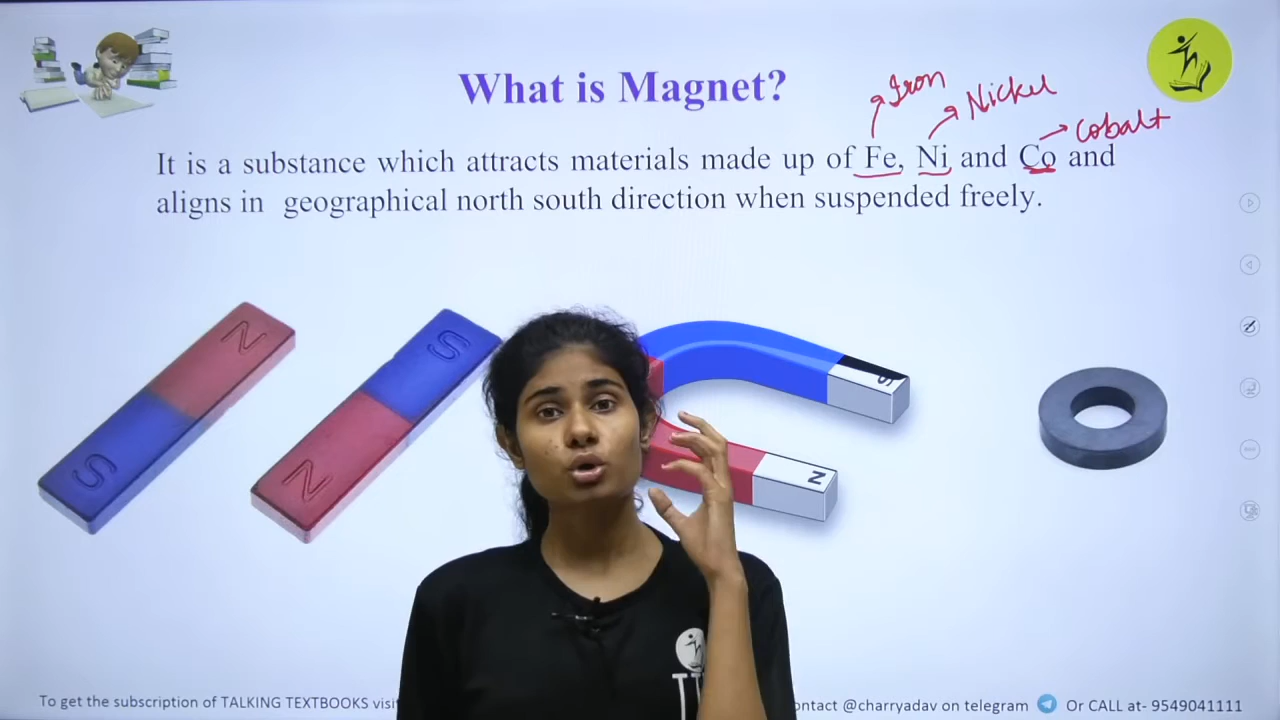 What is Magnet?
Iron
Nickel
Cobalt
It is a substance which attracts materials made up of Fe, Ni and Co and
aligns in geographical north south direction when suspended freely.
N
S
S
N
S
N
To get the subscription of TALKING TEXTBOOKS
@charryadav on telegram Or CALL at- 9549041111